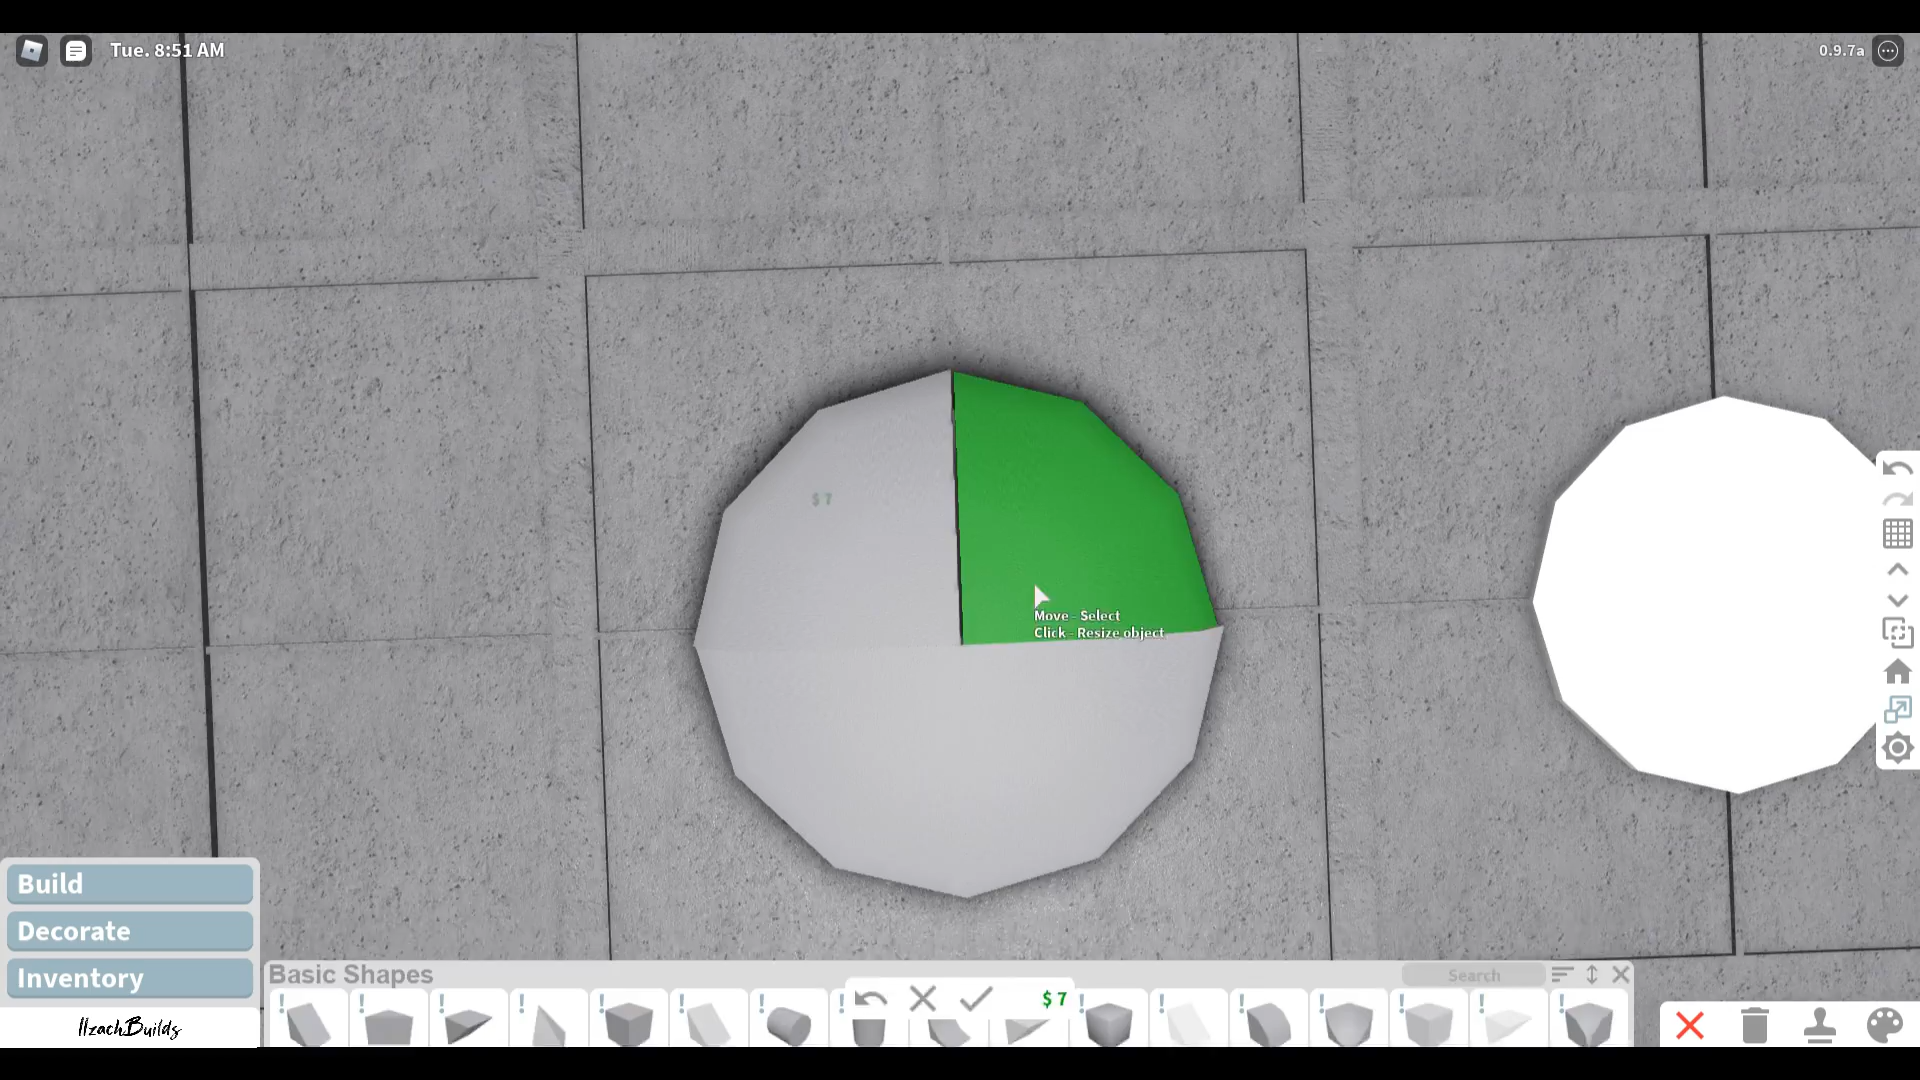 Tue. 8:51 AM
0.9.7a
$ 7
Move - Select
Click - Resize object
Build
Decorate
Inventory
Basic Shapes
Search
$ 7
IIzachBuilds